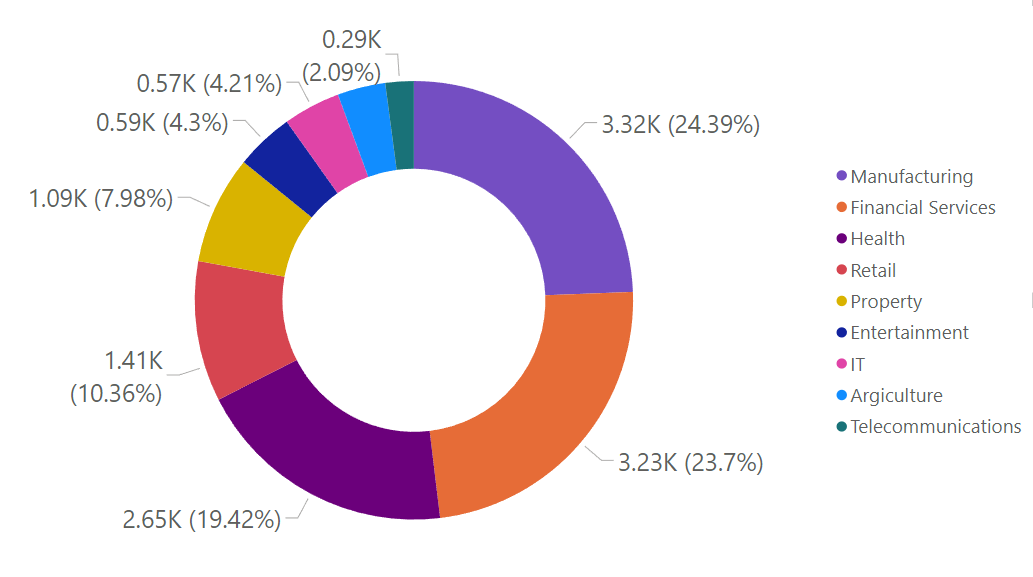 0.29K
(2.09%)
0.57K (4.21%)
0.59K (4.3%)
3.32K (24.39%)
1.09K (7.98%)
1.41K
(10.36%)
3.23K (23.7%)
2.65K (19.42%)
Manufacturing
Financial Services
Health
Retail
Property
Entertainment
IT
Argiculture
Telecommunications